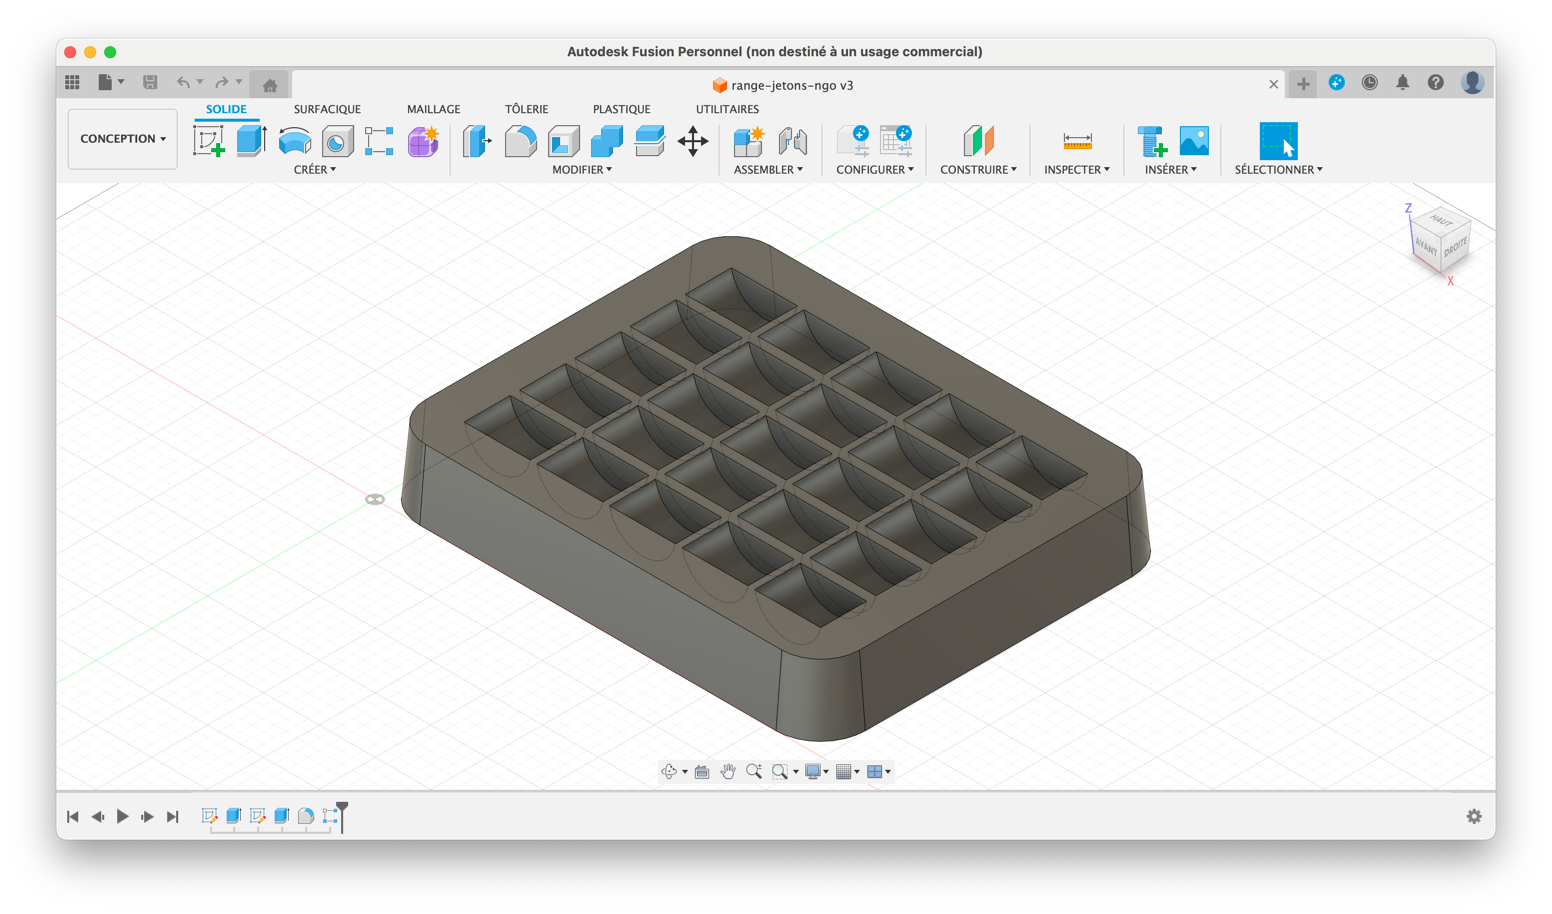 Autodesk Fusion Personnel (non destiné à un usage commercial)
range-jetons-ngo v3
SOLIDE SURFACIQUE MAILLAGE TÔLERIE PLASTIQUE UTILITAIRES
CONCEPTION
CRÉER MODIFIER ASSEMBLER CONFIGURER CONSTRUIRE INSPECTER INSÉRER SÉLECTIONNER
Z
HAUT
AVANT DROITE
X